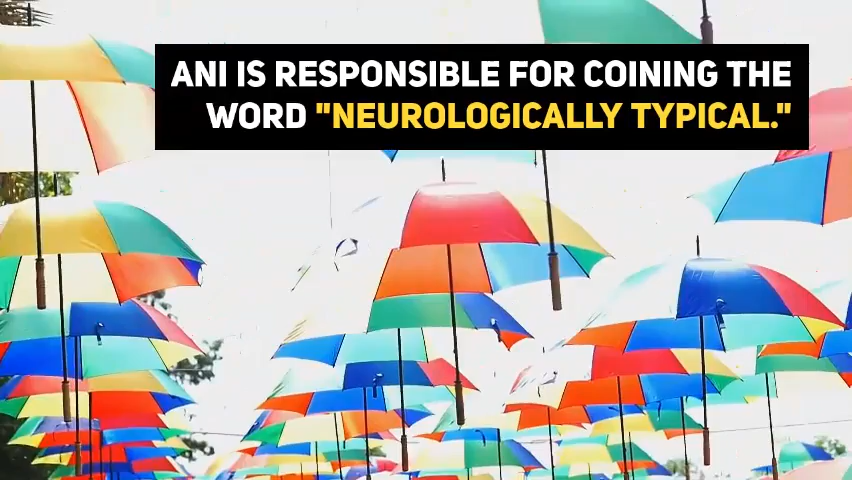 ANI IS RESPONSIBLE FOR COINING THE
WORD "NEUROLOGICALLY TYPICAL."